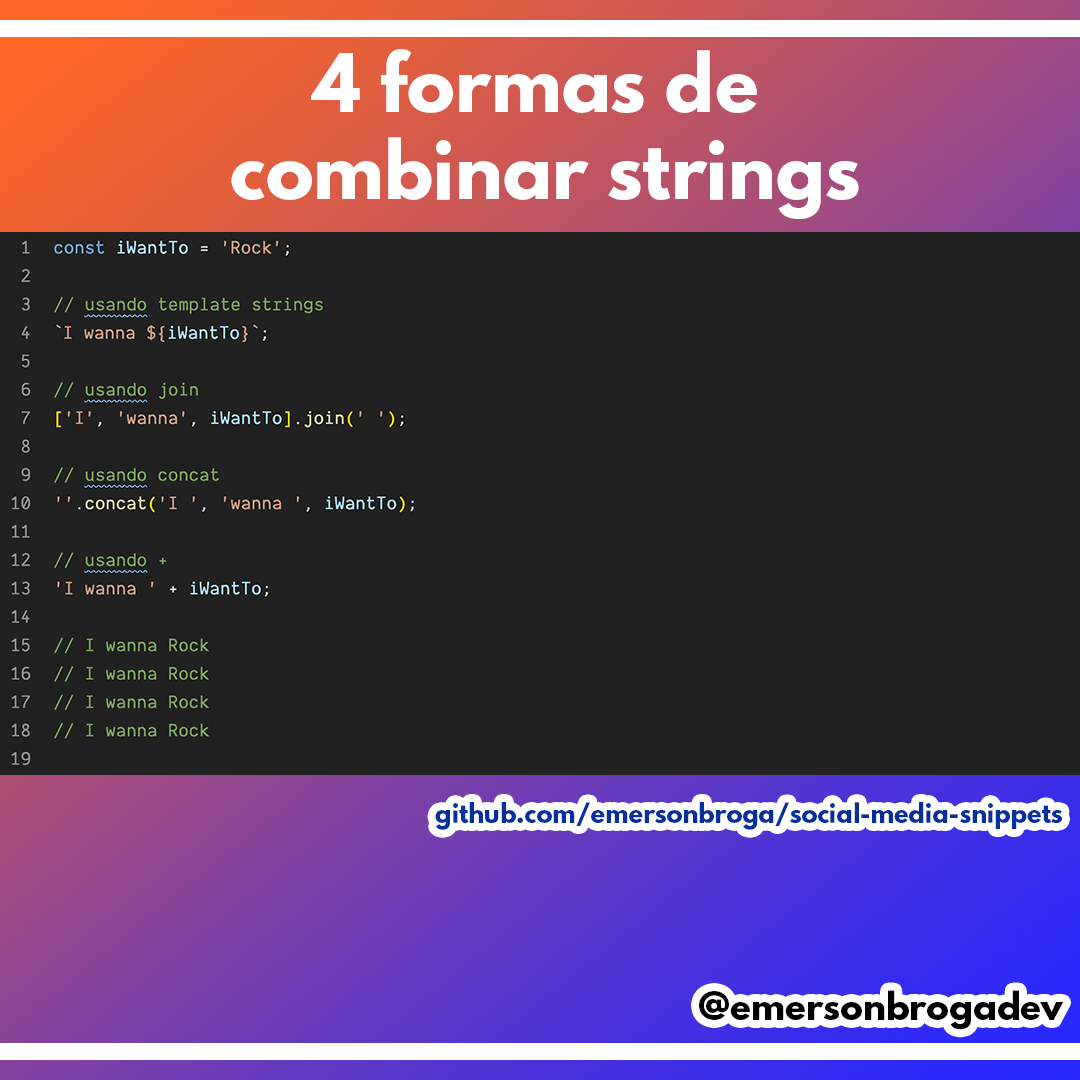 4 formas de
combinar strings
1 const iWantTo = 'Rock';
2
3 // usando template strings
4 `I wanna ${iWantTo}`;
5
6 // usando join
7 ['I', 'wanna', iWantTo].join(' ');
8
9 // usando concat
10 ''.concat('I ', 'wanna ', iWantTo);
11
12 // usando +
13 'I wanna ' + iWantTo;
14
15 // I wanna Rock
16 // I wanna Rock
17 // I wanna Rock
18 // I wanna Rock
19
github.com/emersonbroga/social-media-snippets
@emersonbrogadev